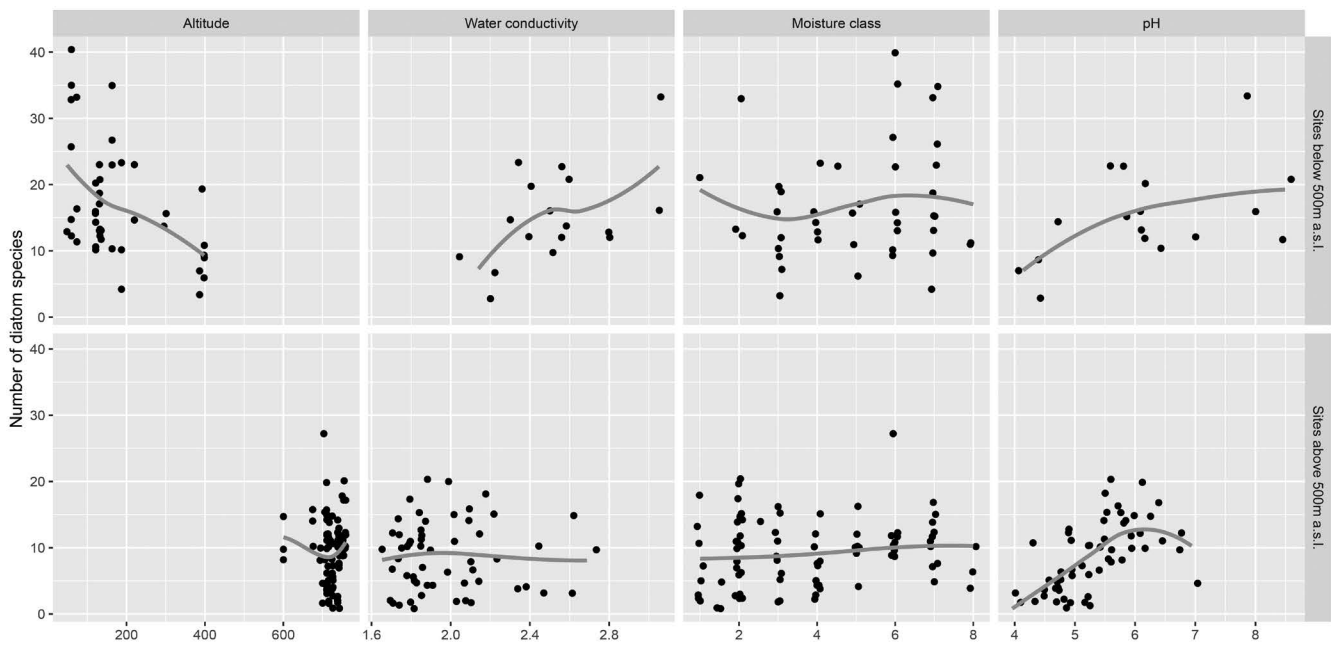 Altitude Water conductivity Moisture class pH
40
30
20
10
0
Sites below 500m a.s.l.
Number of diatom species
40
30
20
10
0
Sites above 500m a.s.l.
200 400 600 1.6 2.0 2.4 2.8 2 4 6 8 4 5 6 7 8